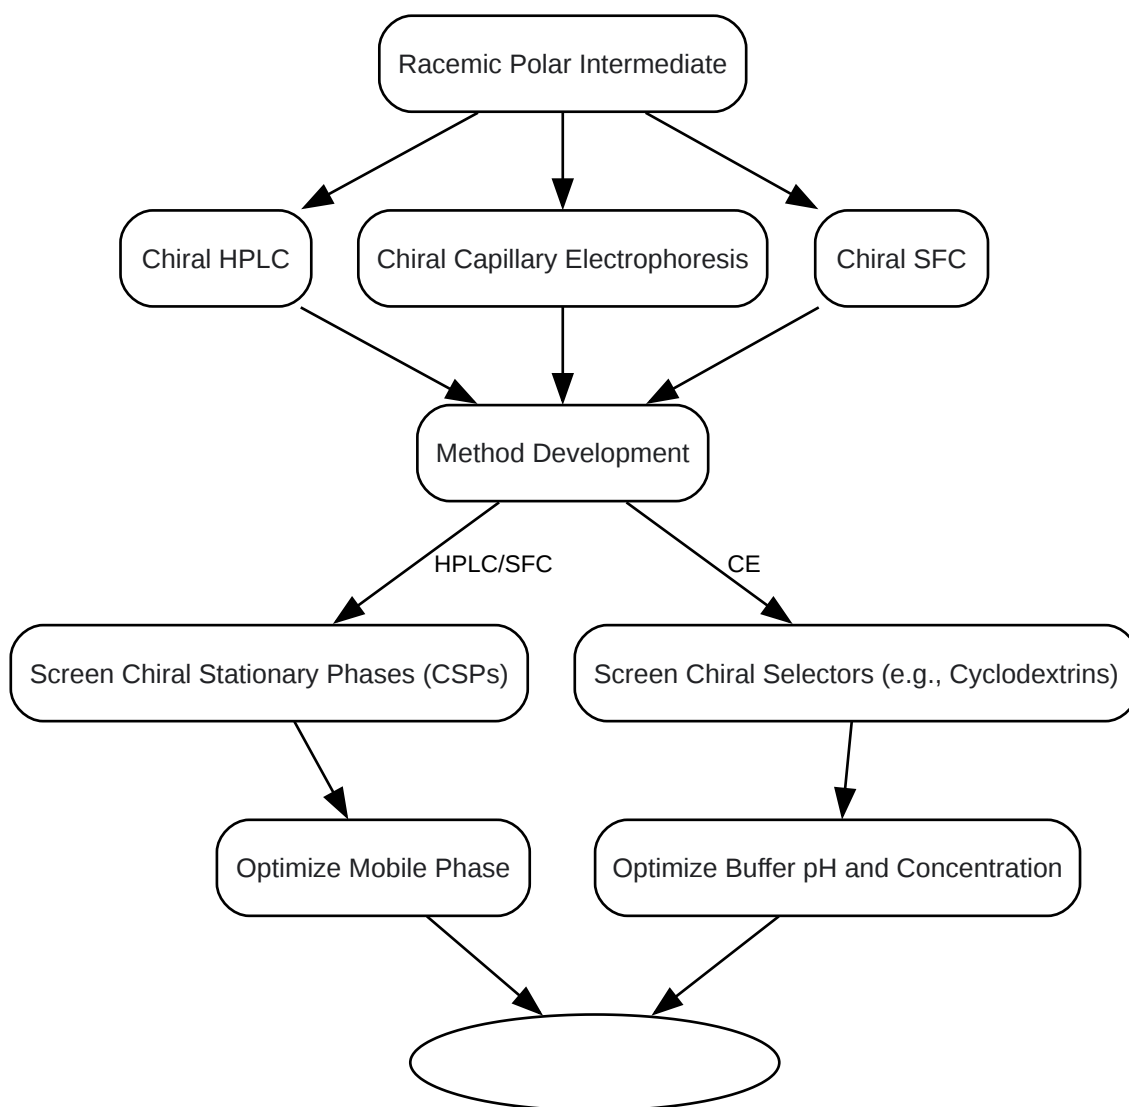 Racemic Polar Intermediate
Chiral HPLC
Chiral Capillary Electrophoresis
Chiral SFC
Method Development
HPLC/SFC
CE
Screen Chiral Stationary Phases (CSPs)
Screen Chiral Selectors (e.g., Cyclodextrins)
Optimize Mobile Phase
Optimize Buffer pH and Concentration